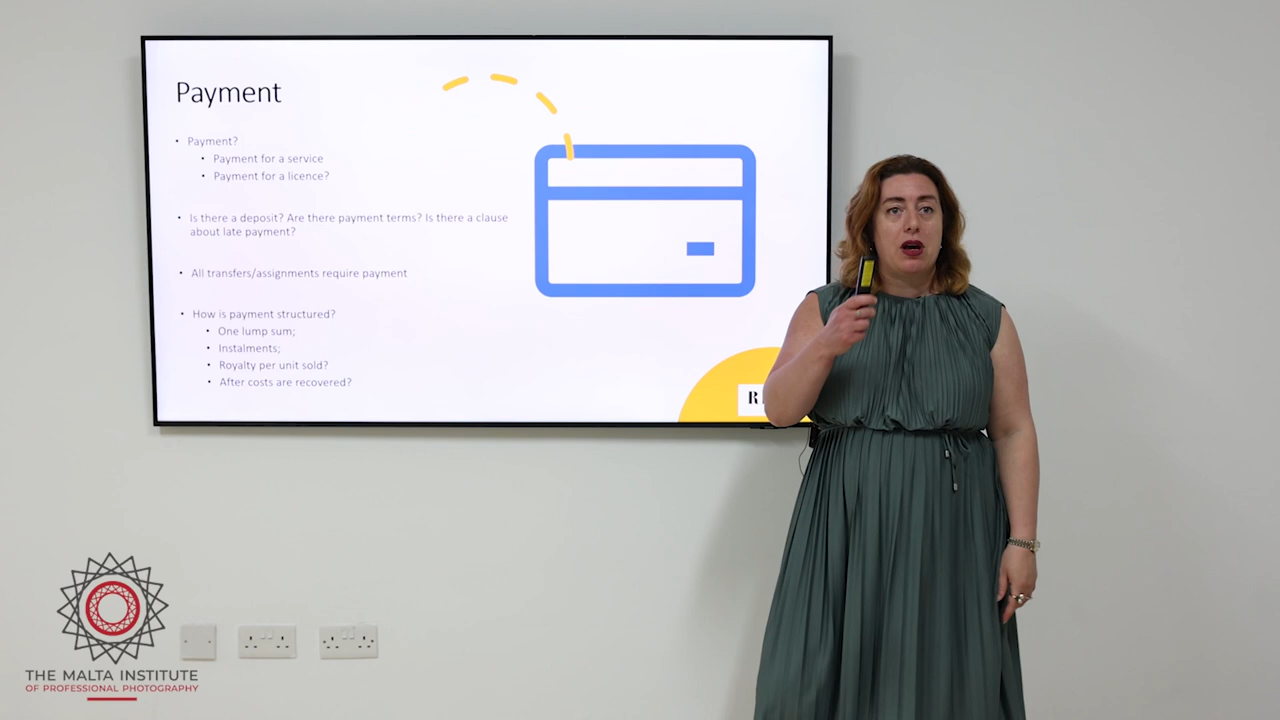 Payment
• Payment?
• Payment for a service
• Payment for a licence?
• Is there a deposit? Are there payment terms? Is there a clause
about late payment?
• All transfers/assignments require payment
• How is payment structured?
• One lump sum;
• Instalments;
• Royalty per unit sold?
• After costs are recovered?
R
THE MALTA INSTITUTE
OF PROFESSIONAL PHOTOGRAPHY